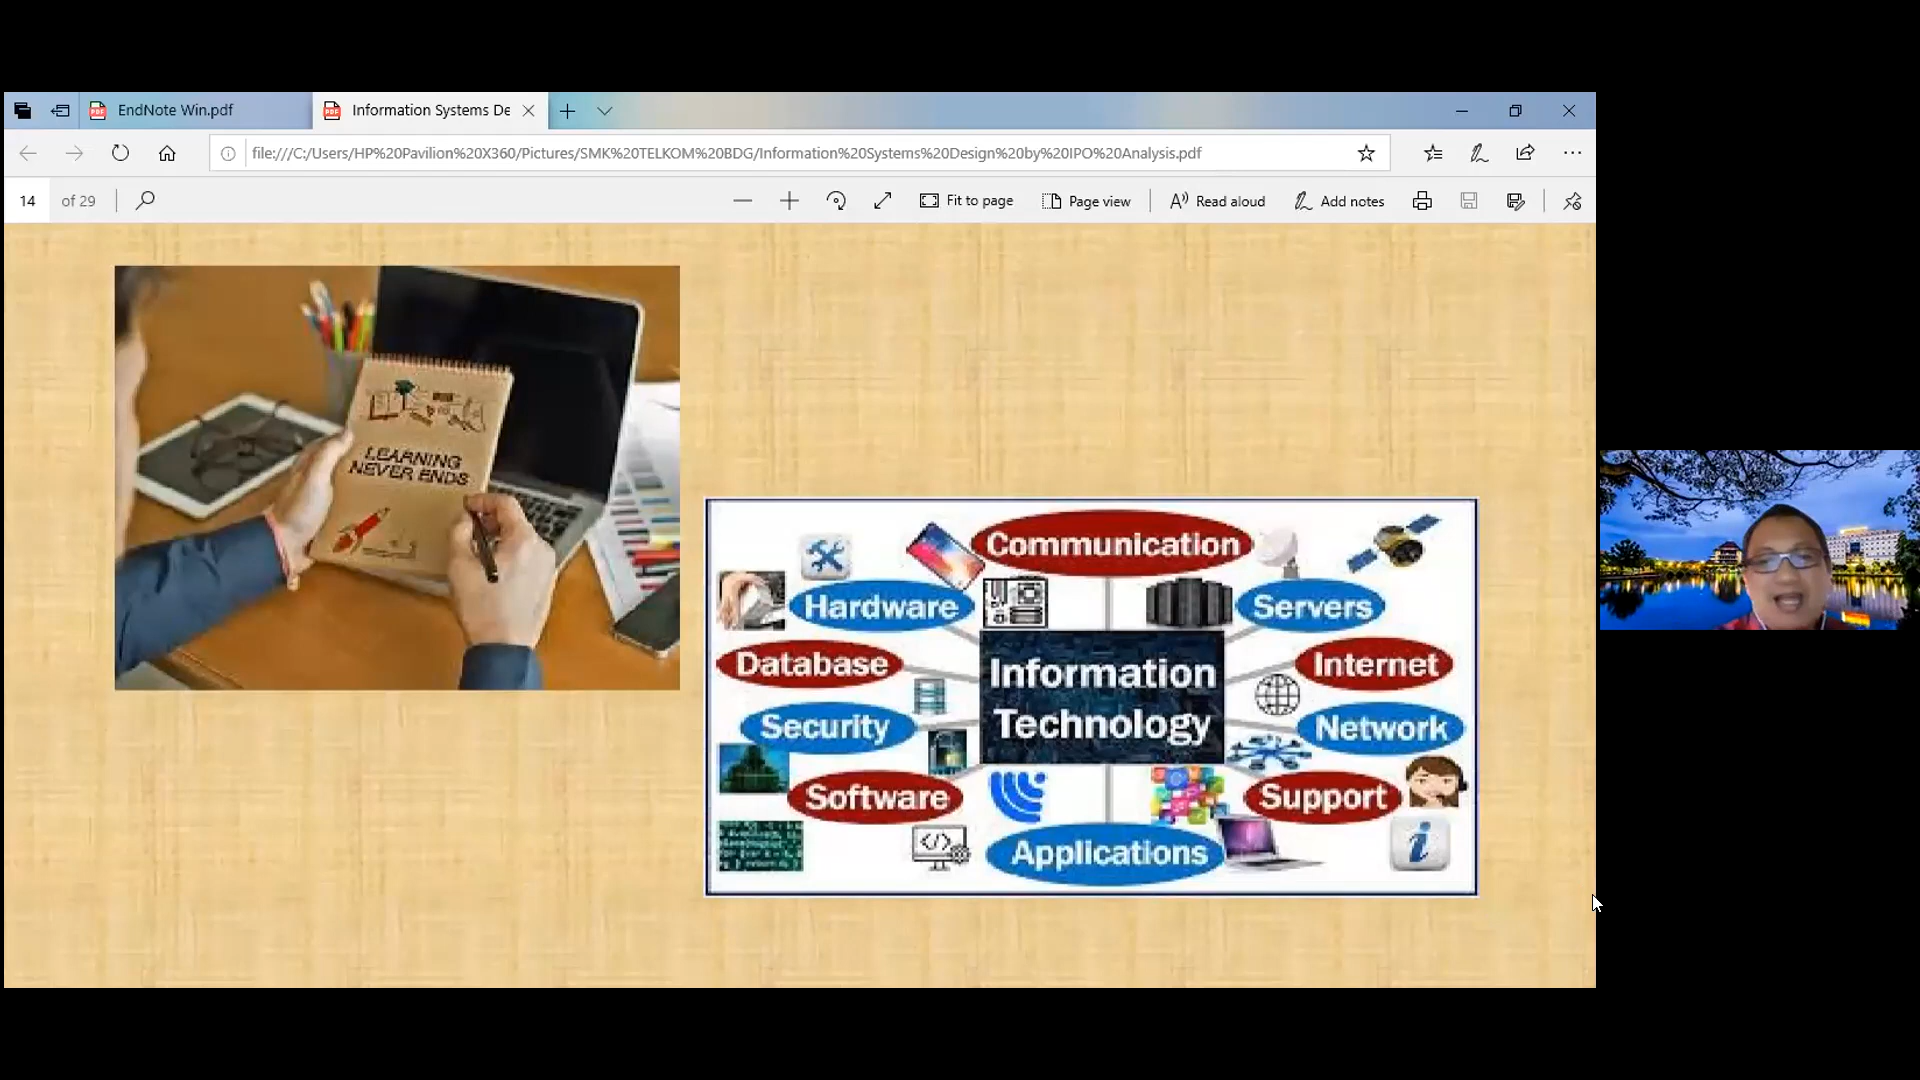 EndNote Win.pdf
Information Systems De
file:///C:/Users/HP%20Pavilion%20X360/Pictures/SMK%20TELKOM%20BDG/Information%20Systems%20Design%20by%20IPO%20Analysis.pdf
14 of 29
Fit to page
Page view
Read aloud
Add notes
LEARNING
NEVER ENDS
Communication
Hardware
Servers
Database
Internet
Information
Technology
Security
Network
Software
Support
Applications